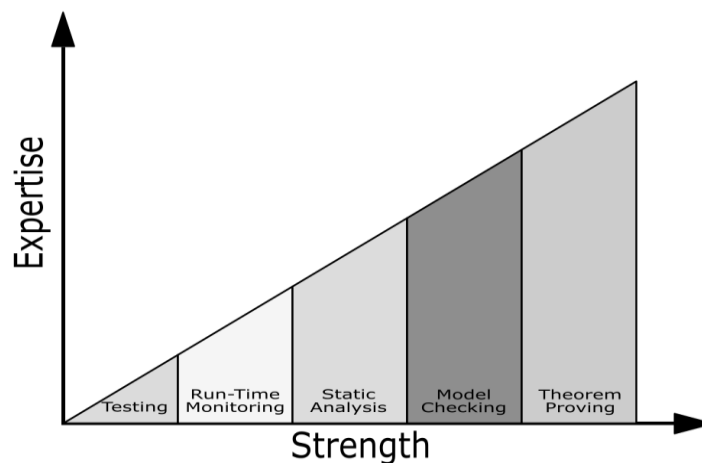 Expertise
Testing
Run-Time
Monitoring
Static
Analysis
Model
Checking
Theorem
Proving
Strength